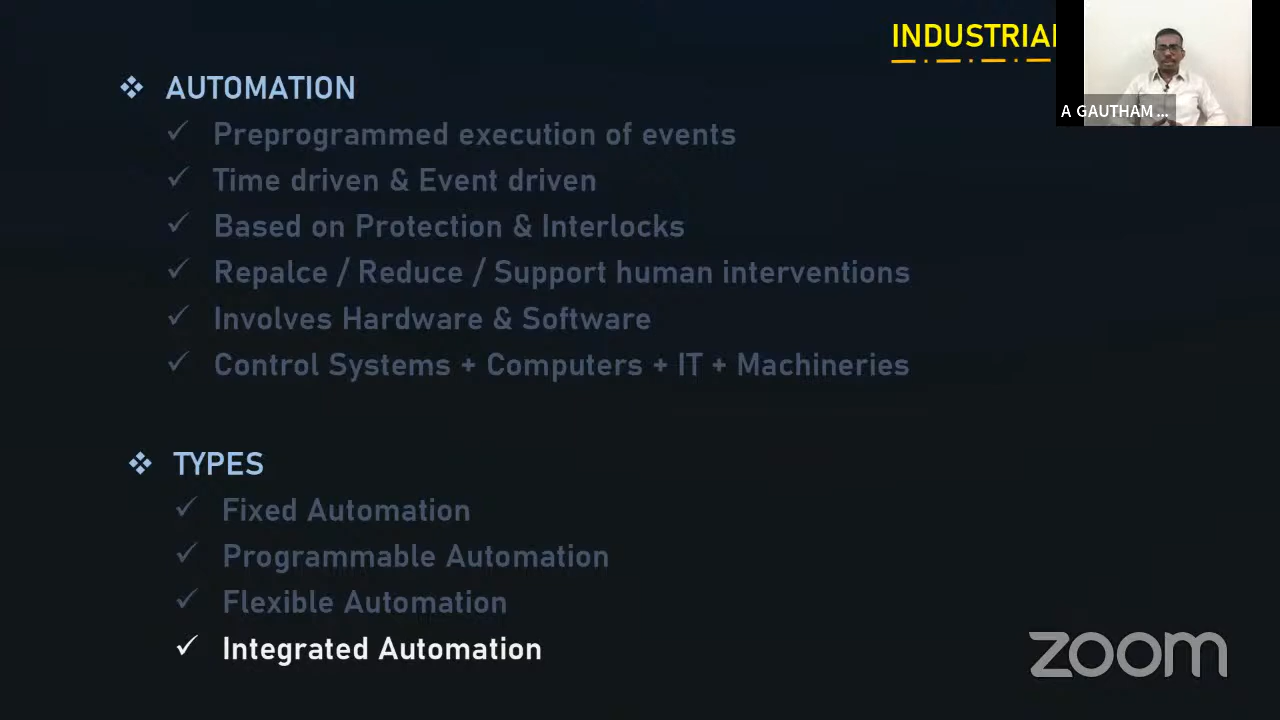 INDUSTRIAL
A GAUTHAM ...
❖ AUTOMATION
✓ Preprogrammed execution of events
✓ Time driven & Event driven
✓ Based on Protection & Interlocks
✓ Repalce / Reduce / Support human interventions
✓ Involves Hardware & Software
✓ Control Systems + Computers + IT + Machineries
❖ TYPES
✓ Fixed Automation
✓ Programmable Automation
✓ Flexible Automation
✓ Integrated Automation
zoom